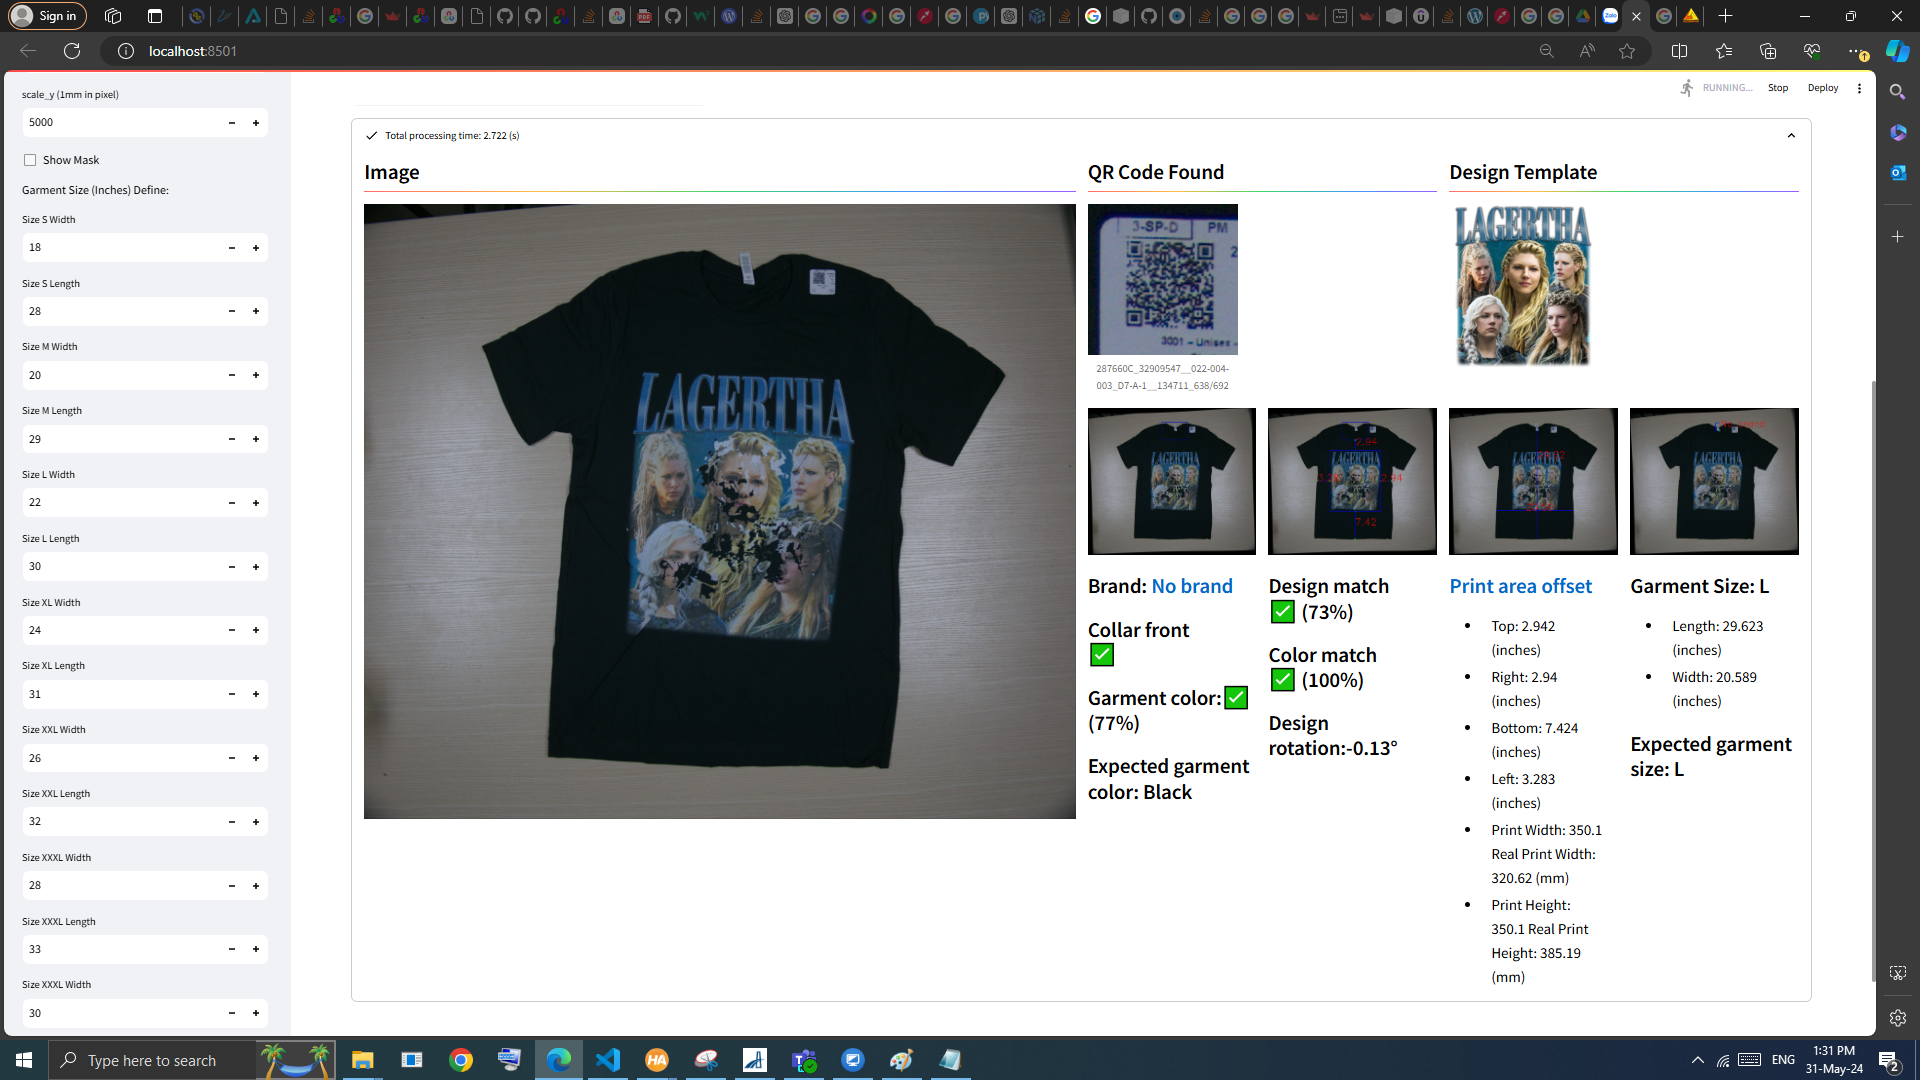 Sign in
localhost:8501
RUNNING...
Stop
Deploy
scale_y (1mm in pixel)
5000
Show Mask
Garment Size (Inches) Define:
Size S Width
18
Size S Length
28
Size M Width
20
Size M Length
29
Size L Width
22
Size L Length
30
Size XL Width
24
Size XL Length
31
Size XXL Width
26
Size XXL Length
32
Size XXXL Width
28
Size XXXL Length
33
Size XXXL Width
30
Total processing time: 2.722 (s)
Image
LAGERTHA
QR Code Found
3-SP-D
PM
3001 - Unises -
287660C_32909547__022-004-
003_D7-A-1__134711_638/692
Design Template
LAGERTHA
LAGERTHA
Brand: No brand
Collar front
Garment color:
(77%)
Expected garment
color: Black
2.94
LAGERTHA
7.42
Design match
(73%)
Color match
(100%)
Design
rotation:-0.13°
Print area offset
Top: 2.942
(inches)
Right: 2.94
(inches)
Bottom: 7.424
(inches)
Left: 3.283
(inches)
Print Width: 350.1
Real Print Width:
320.62 (mm)
Print Height:
350.1 Real Print
Height: 385.19
(mm)
LAGERTHA
Garment Size: L
Length: 29.623
(inches)
Width: 20.589
(inches)
Expected garment
size: L
Type here to search
ENG
1:31 PM
31-May-24
2